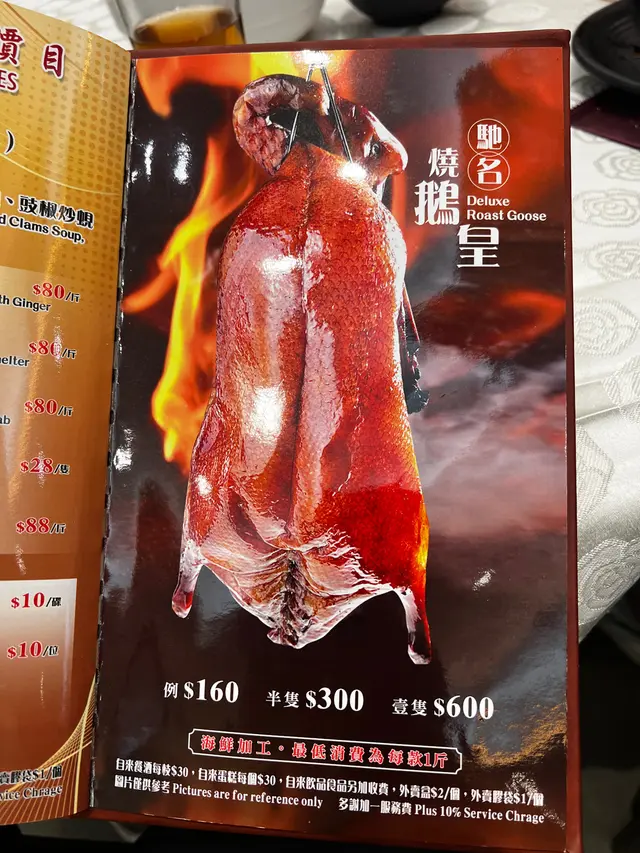 價目
ES
)
、豉椒炒蜆
d Clams Soup,
$80/斤
th Ginger
$80/斤
elter
$80/斤
ab
$28/隻
$88/斤
$10/碟
$10/位
賣膠袋$1/個
vice Chrage
馳名
燒鵝皇
Deluxe
Roast Goose
例 $160 半隻 $300 壹隻 $600
海鮮加工。最低消費為每款1斤
自來餐酒每枝$30，自來蛋糕每個$30，自來飲品食品另加收費，外賣盒$2/個，外賣膠袋$1/個
圖片僅供參考 Pictures are for reference only 多謝加一服務費 Plus 10% Service Chrage